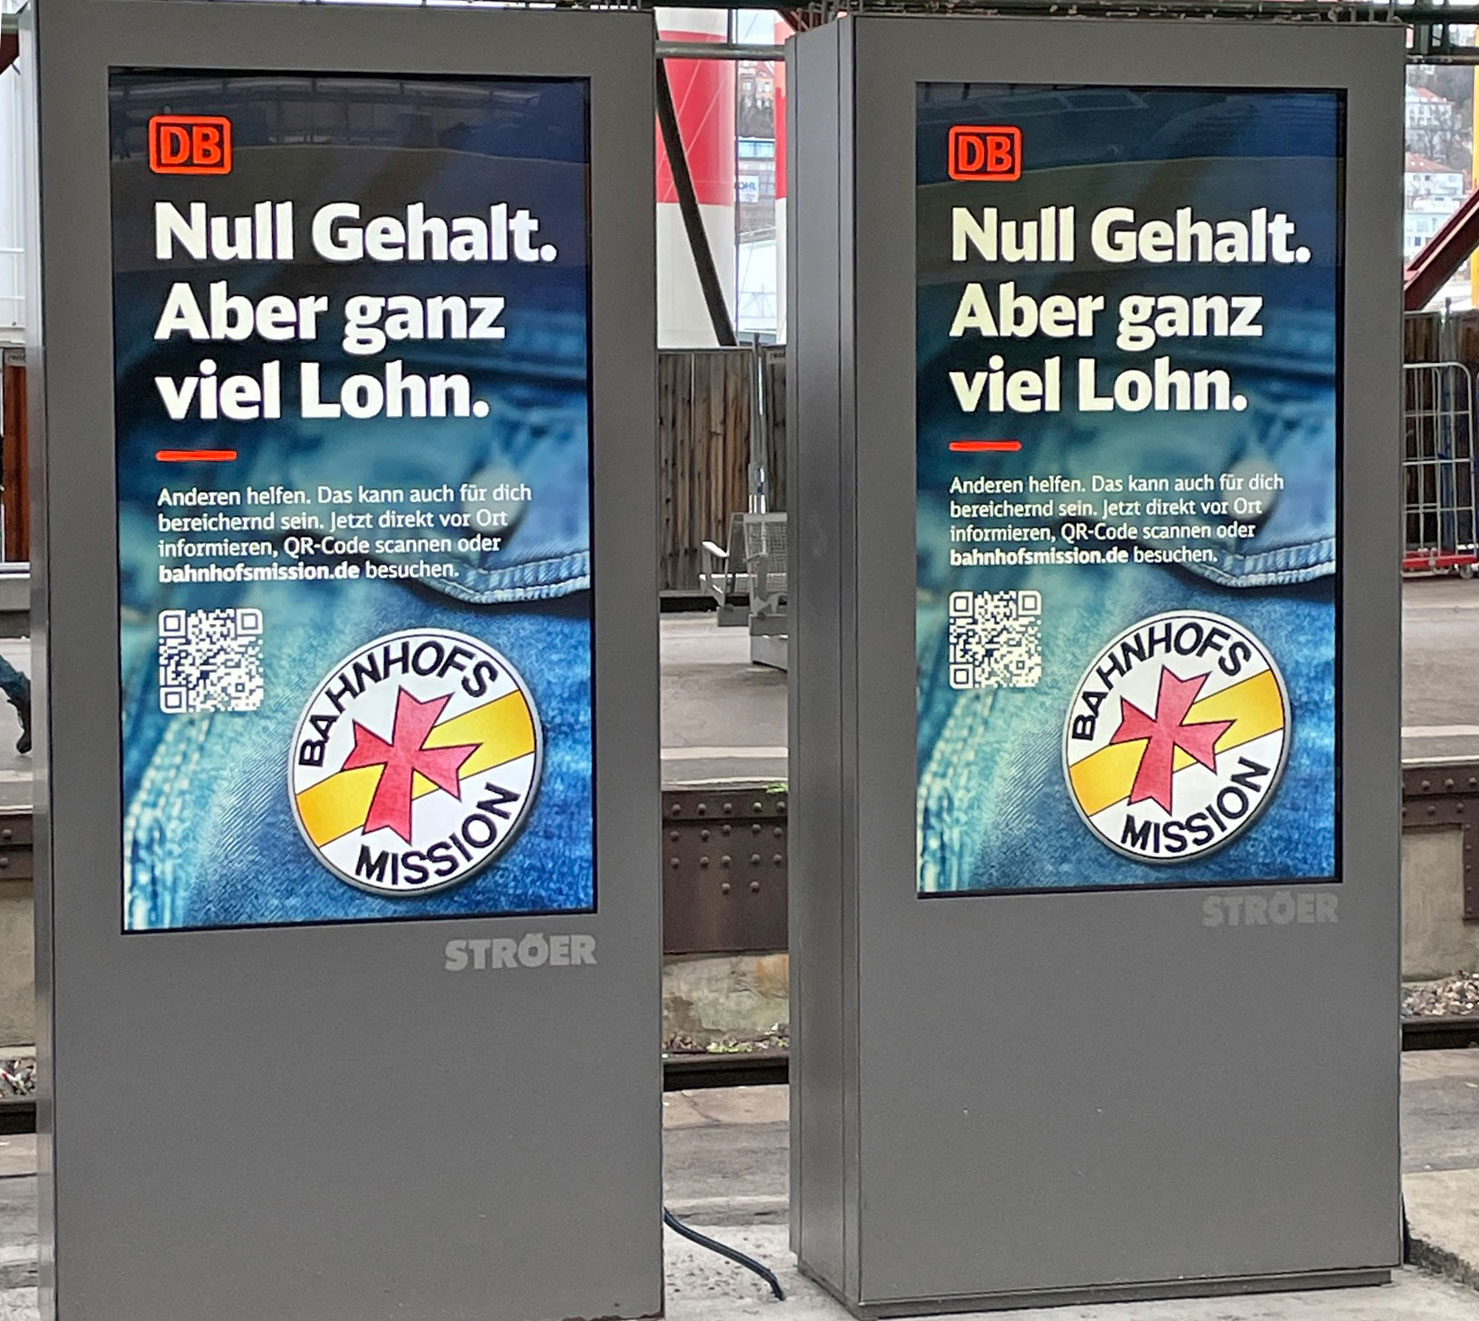 DB
Null Gehalt.
Aber ganz
viel Lohn.
Anderen helfen. Das kann auch für dich
bereichernd sein. Jetzt direkt vor Ort
informieren, QR-Code scannen oder
bahnhofsmission.de besuchen.
BAHNHOFS
MISSION
STRÖER
DB
Null Gehalt.
Aber ganz
viel Lohn.
Anderen helfen. Das kann auch für dich
bereichernd sein. Jetzt direkt vor Ort
informieren, QR-Code scannen oder
bahnhofsmission.de besuchen.
BAHNHOFS
MISSION
STRÖER